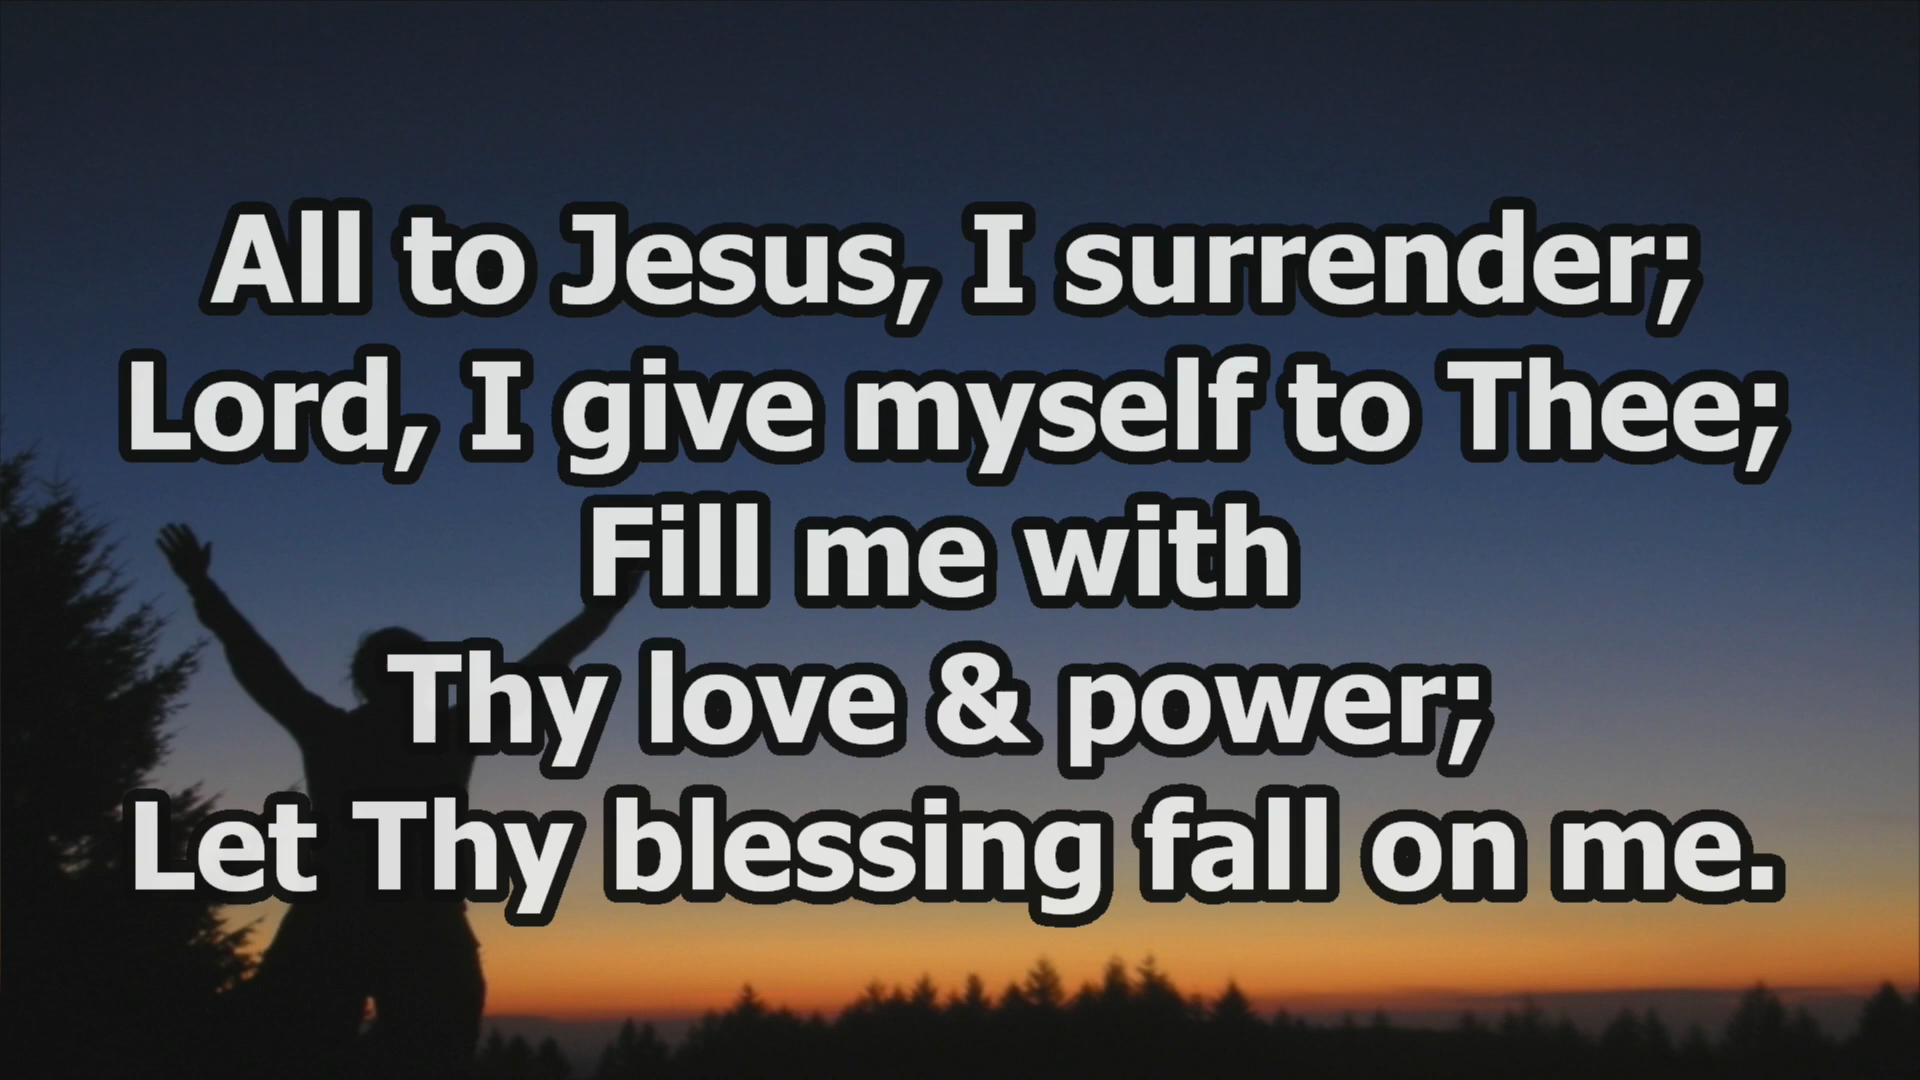 All to Jesus, I surrender;
Lord, I give myself to Thee;
Fill me with
Thy love & power;
Let Thy blessing fall on me.